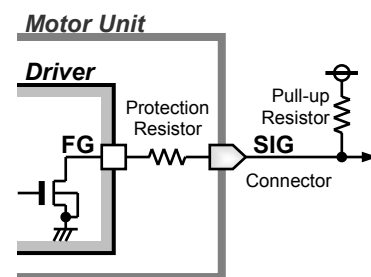 Motor Unit
Driver
Protection
Resistor
Pull-up
Resistor
FG
SIG
Connector